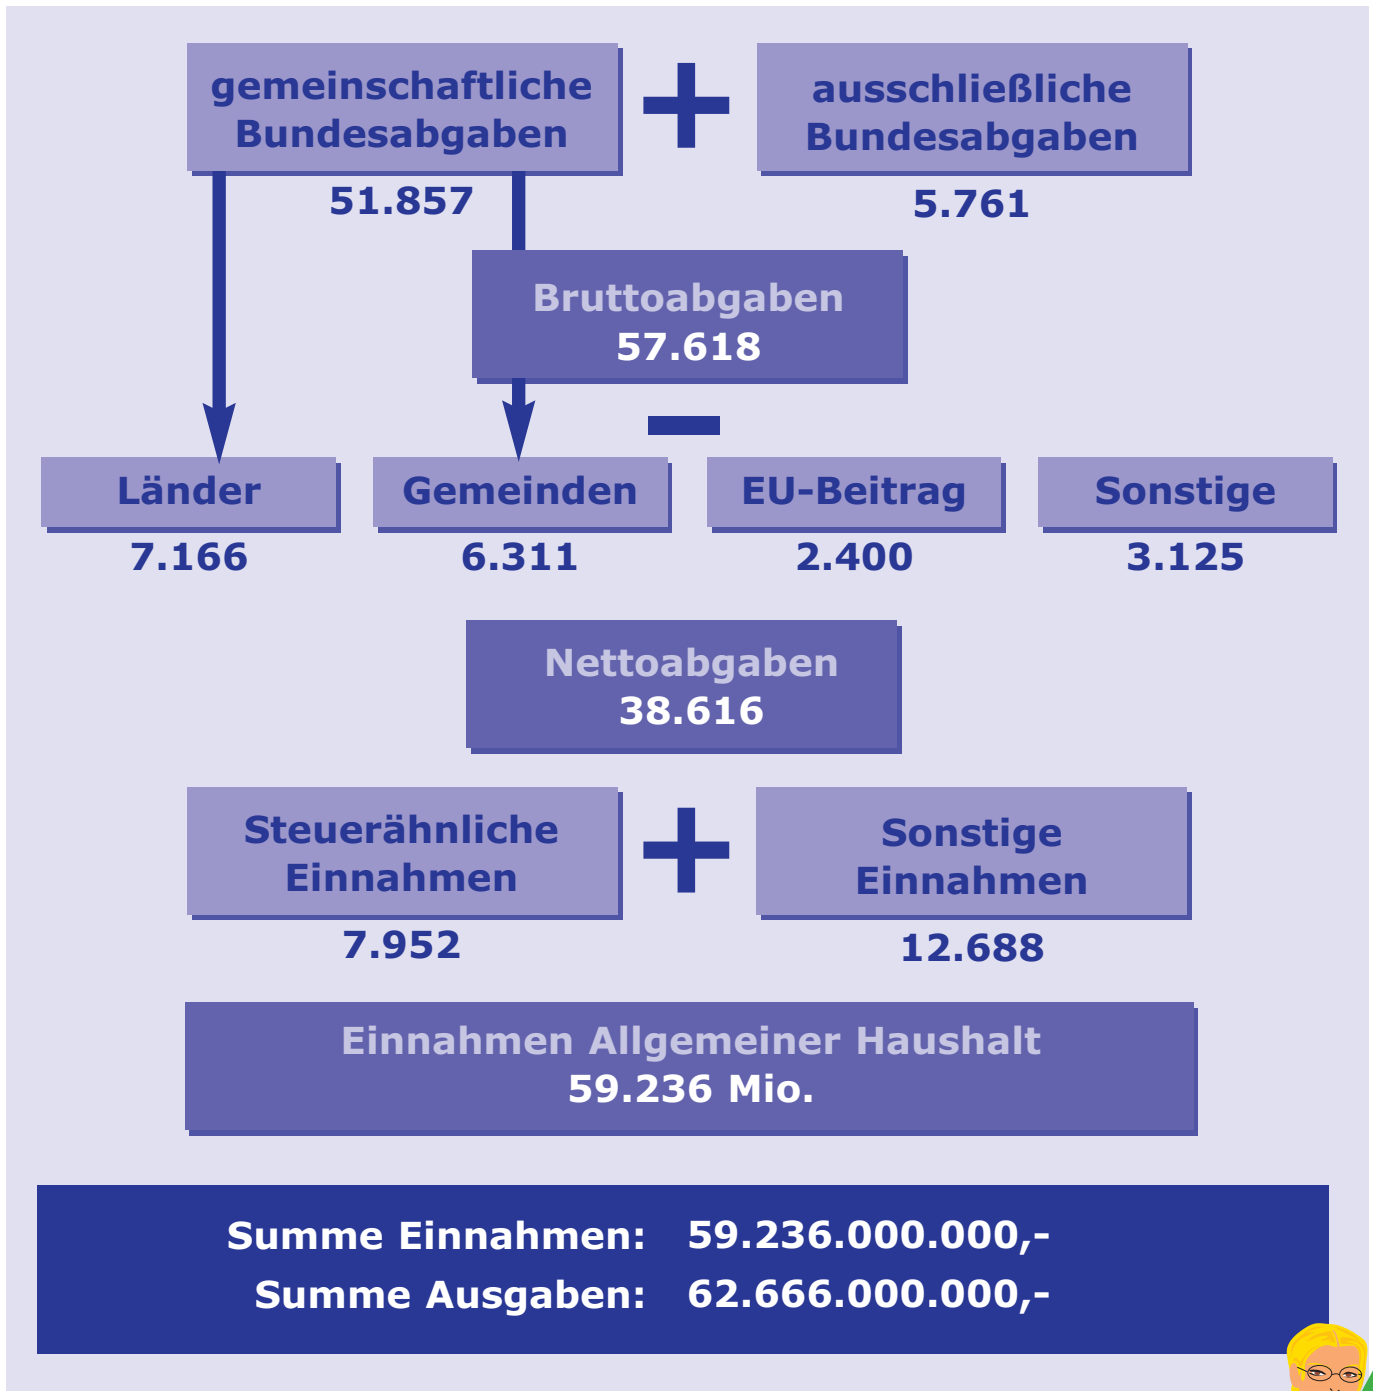 gemeinschaftliche
Bundesabgaben
51.857
ausschließliche
Bundesabgaben
5.761
Bruttoabgaben
57.618
Länder
7.166
Gemeinden
6.311
EU-Beitrag
2.400
Sonstige
3.125
Nettoabgaben
38.616
Steuerähnliche
Einnahmen
7.952
Sonstige
Einnahmen
12.688
Einnahmen Allgemeiner Haushalt
59.236 Mio.
Summe Einnahmen: 59.236.000.000,-
Summe Ausgaben: 62.666.000.000,-